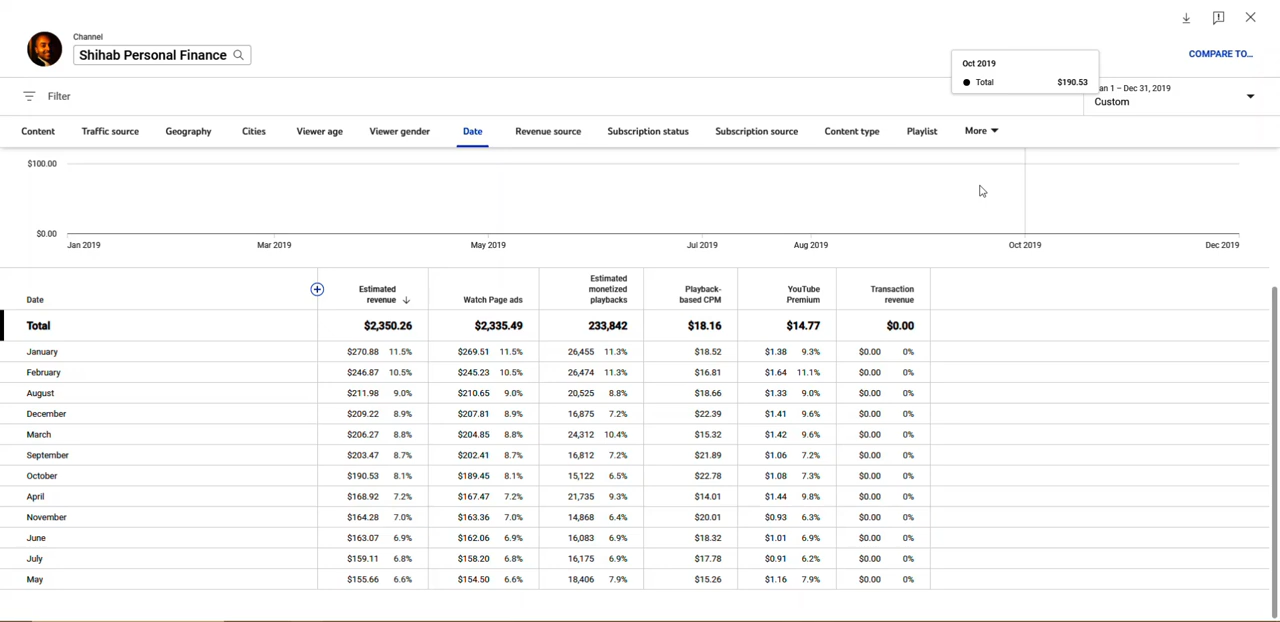 Channel
Shihab Personal Finance
COMPARE TO...
Oct 2019
Total $190.53
an 1 – Dec 31, 2019
Custom
Filter
Content Traffic source Geography Cities Viewer age Viewer gender Date Revenue source Subscription status Subscription source Content type Playlist More
$100.00
$0.00
Jan 2019 Mar 2019 May 2019 Jul 2019 Aug 2019 Oct 2019 Dec 2019
Date Estimated revenue Watch Page ads Estimated monetized playbacks Playback-based CPM YouTube Premium Transaction revenue
Total $2,350.26 $2,335.49 233,842 $18.16 $14.77 $0.00
January $270.88 11.5% $269.51 11.5% 26,455 11.3% $18.52 $1.38 9.3% $0.00 0%
February $246.87 10.5% $245.23 10.5% 26,474 11.3% $16.81 $1.64 11.1% $0.00 0%
August $211.98 9.0% $210.65 9.0% 20,525 8.8% $18.66 $1.33 9.0% $0.00 0%
December $209.22 8.9% $207.81 8.9% 16,875 7.2% $22.39 $1.41 9.6% $0.00 0%
March $206.27 8.8% $204.85 8.8% 24,312 10.4% $15.32 $1.42 9.6% $0.00 0%
September $203.47 8.7% $202.41 8.7% 16,812 7.2% $21.89 $1.06 7.2% $0.00 0%
October $190.53 8.1% $189.45 8.1% 15,122 6.5% $22.78 $1.08 7.3% $0.00 0%
April $168.92 7.2% $167.47 7.2% 21,735 9.3% $14.01 $1.44 9.8% $0.00 0%
November $164.28 7.0% $163.36 7.0% 14,868 6.4% $20.01 $0.93 6.3% $0.00 0%
June $163.07 6.9% $162.06 6.9% 16,083 6.9% $18.32 $1.01 6.9% $0.00 0%
July $159.11 6.8% $158.20 6.8% 16,175 6.9% $17.78 $0.91 6.2% $0.00 0%
May $155.66 6.6% $154.50 6.6% 18,406 7.9% $15.26 $1.16 7.9% $0.00 0%